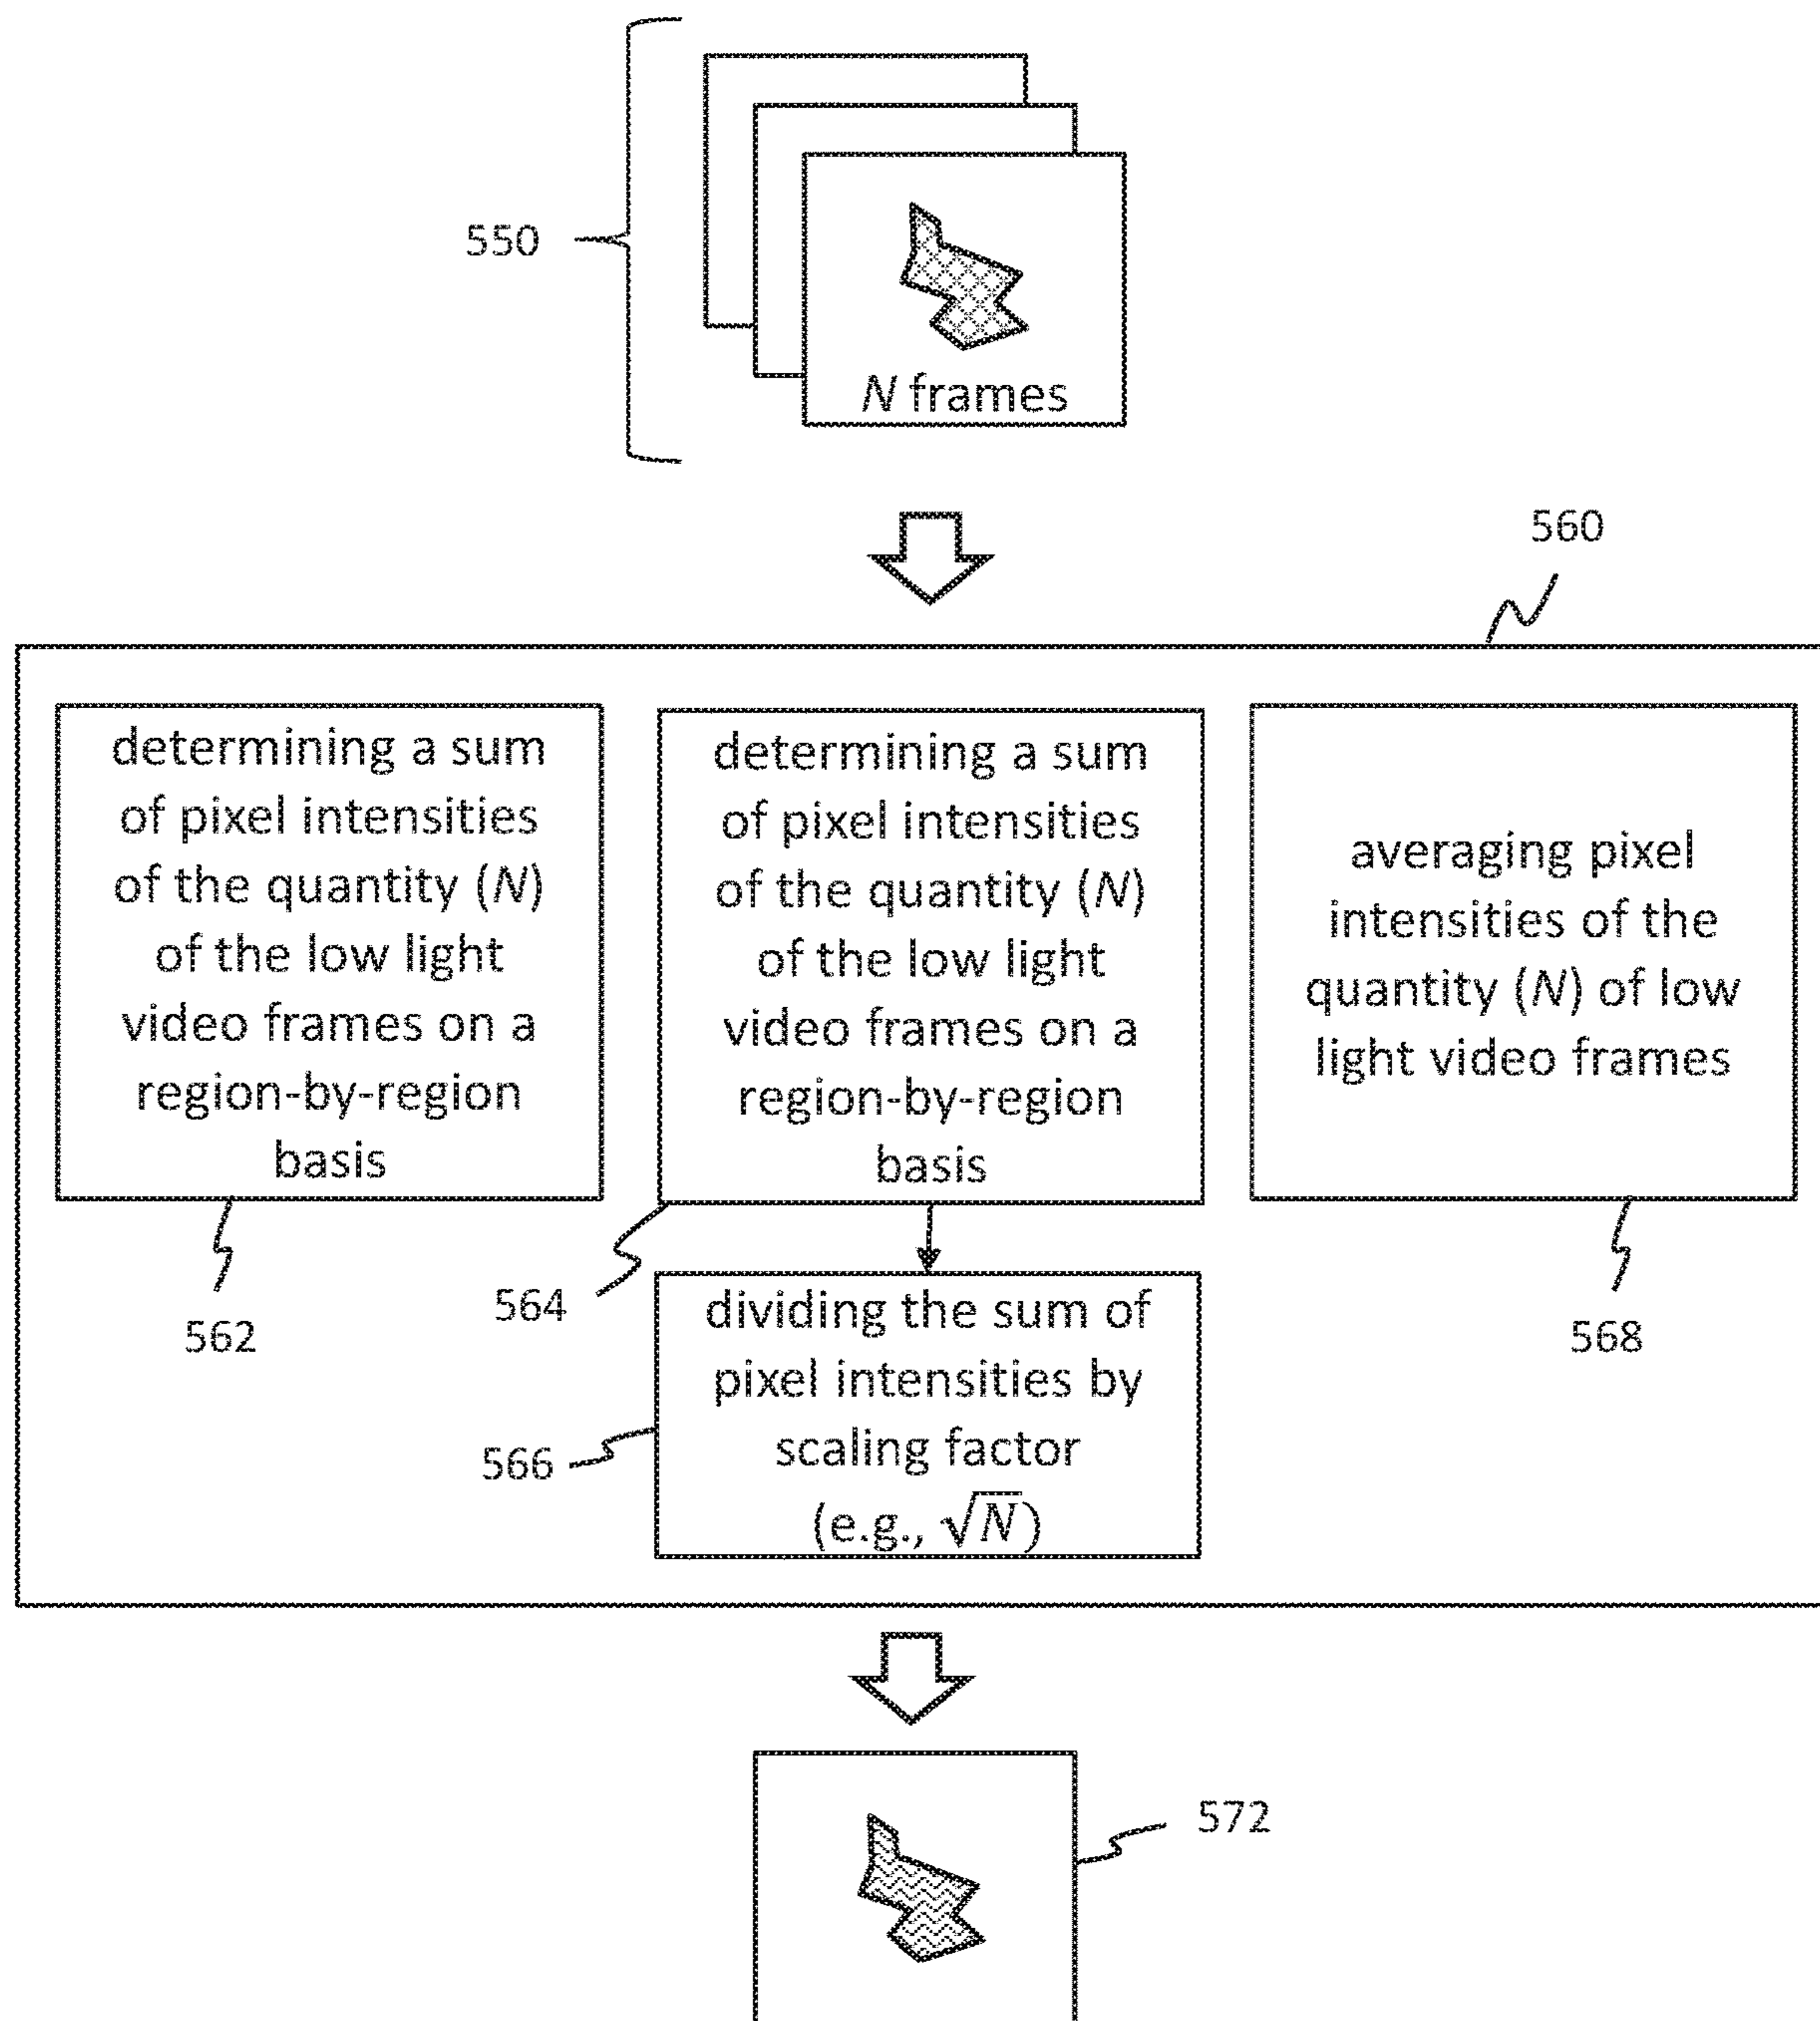 550
N frames
560
determining a sum
of pixel intensities
of the quantity (N)
of the low light
video frames on a
region-by-region
basis
562
determining a sum
of pixel intensities
of the quantity (N)
of the low light
video frames on a
region-by-region
basis
564
dividing the sum of
pixel intensities by
scaling factor
(e.g., √N)
566
averaging pixel
intensities of the
quantity (N) of low
light video frames
568
572